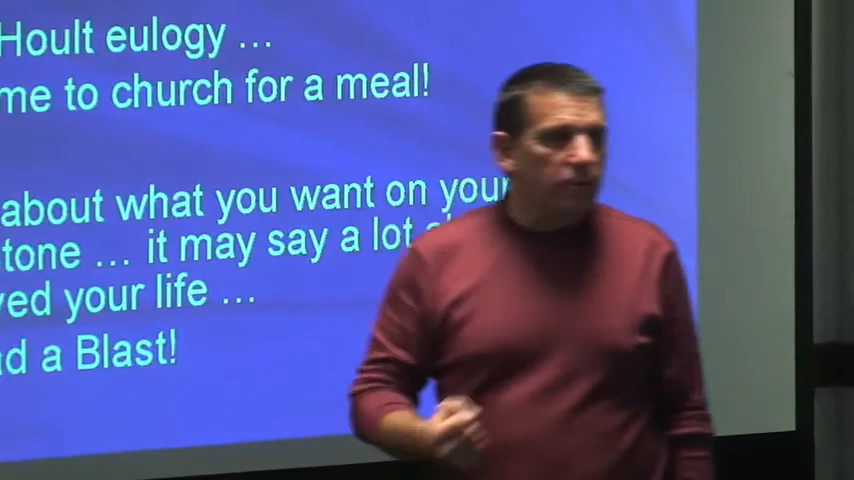 Hoult eulogy ...
me to church for a meal!
about what you want on your
tone ... it may say a lot
ved your life ...
d a Blast!